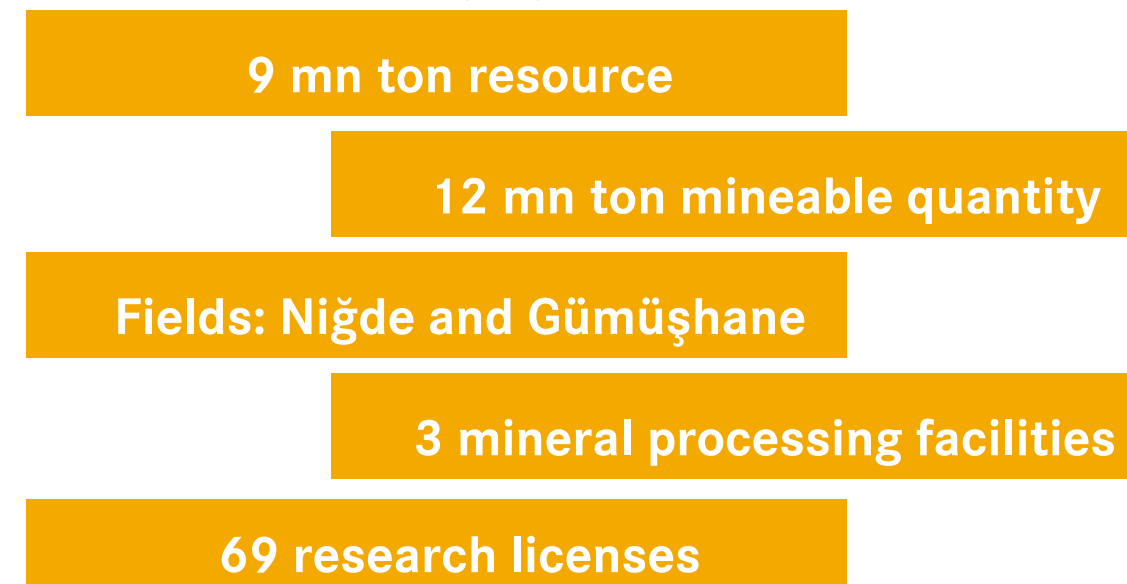 9 mn ton resource
12 mn ton mineable quantity
Fields: Niğde and Gümüşhane
3 mineral processing facilities
69 research licenses